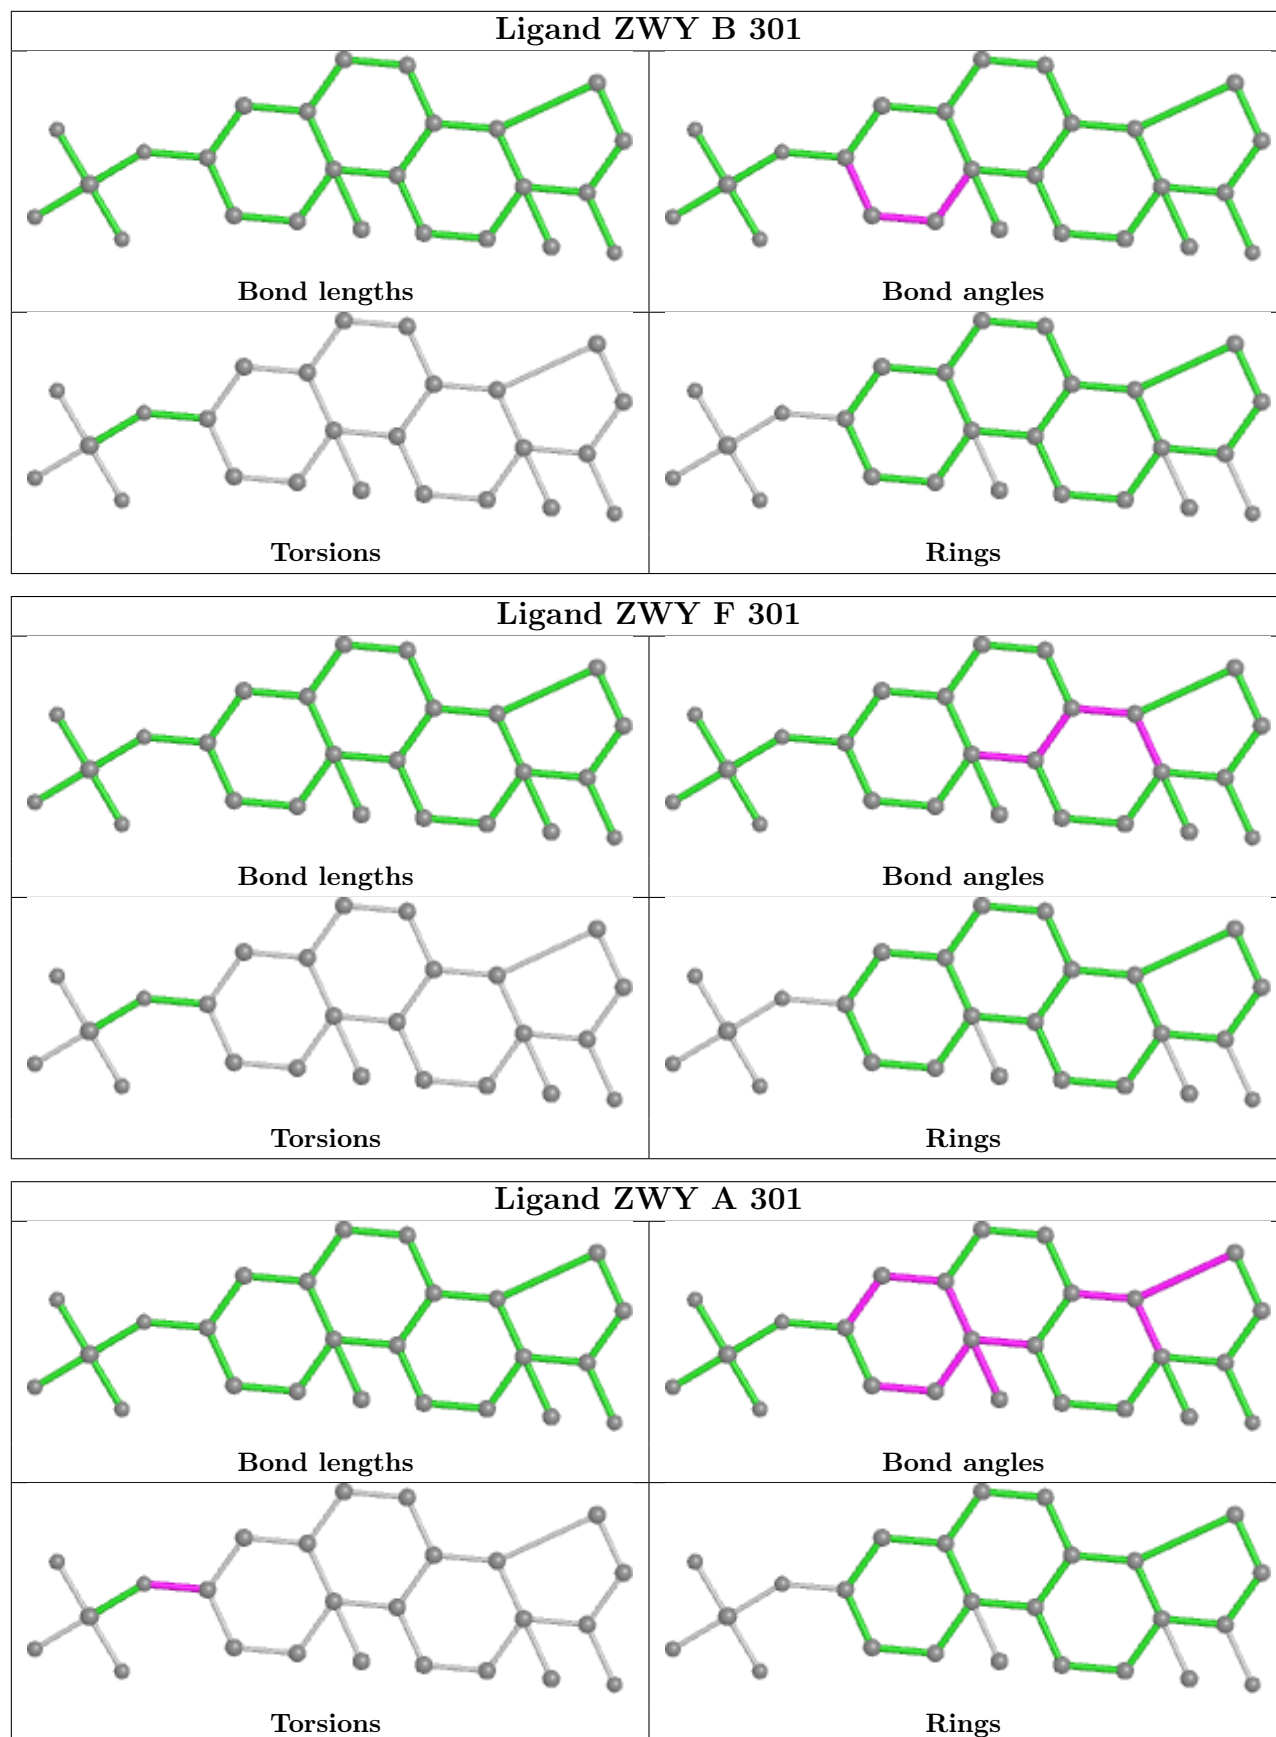 Ligand ZWY B 301
Bond lengths
Bond angles
Torsions
Rings
Ligand ZWY F 301
Bond lengths
Bond angles
Torsions
Rings
Ligand ZWY A 301
Bond lengths
Bond angles
Torsions
Rings